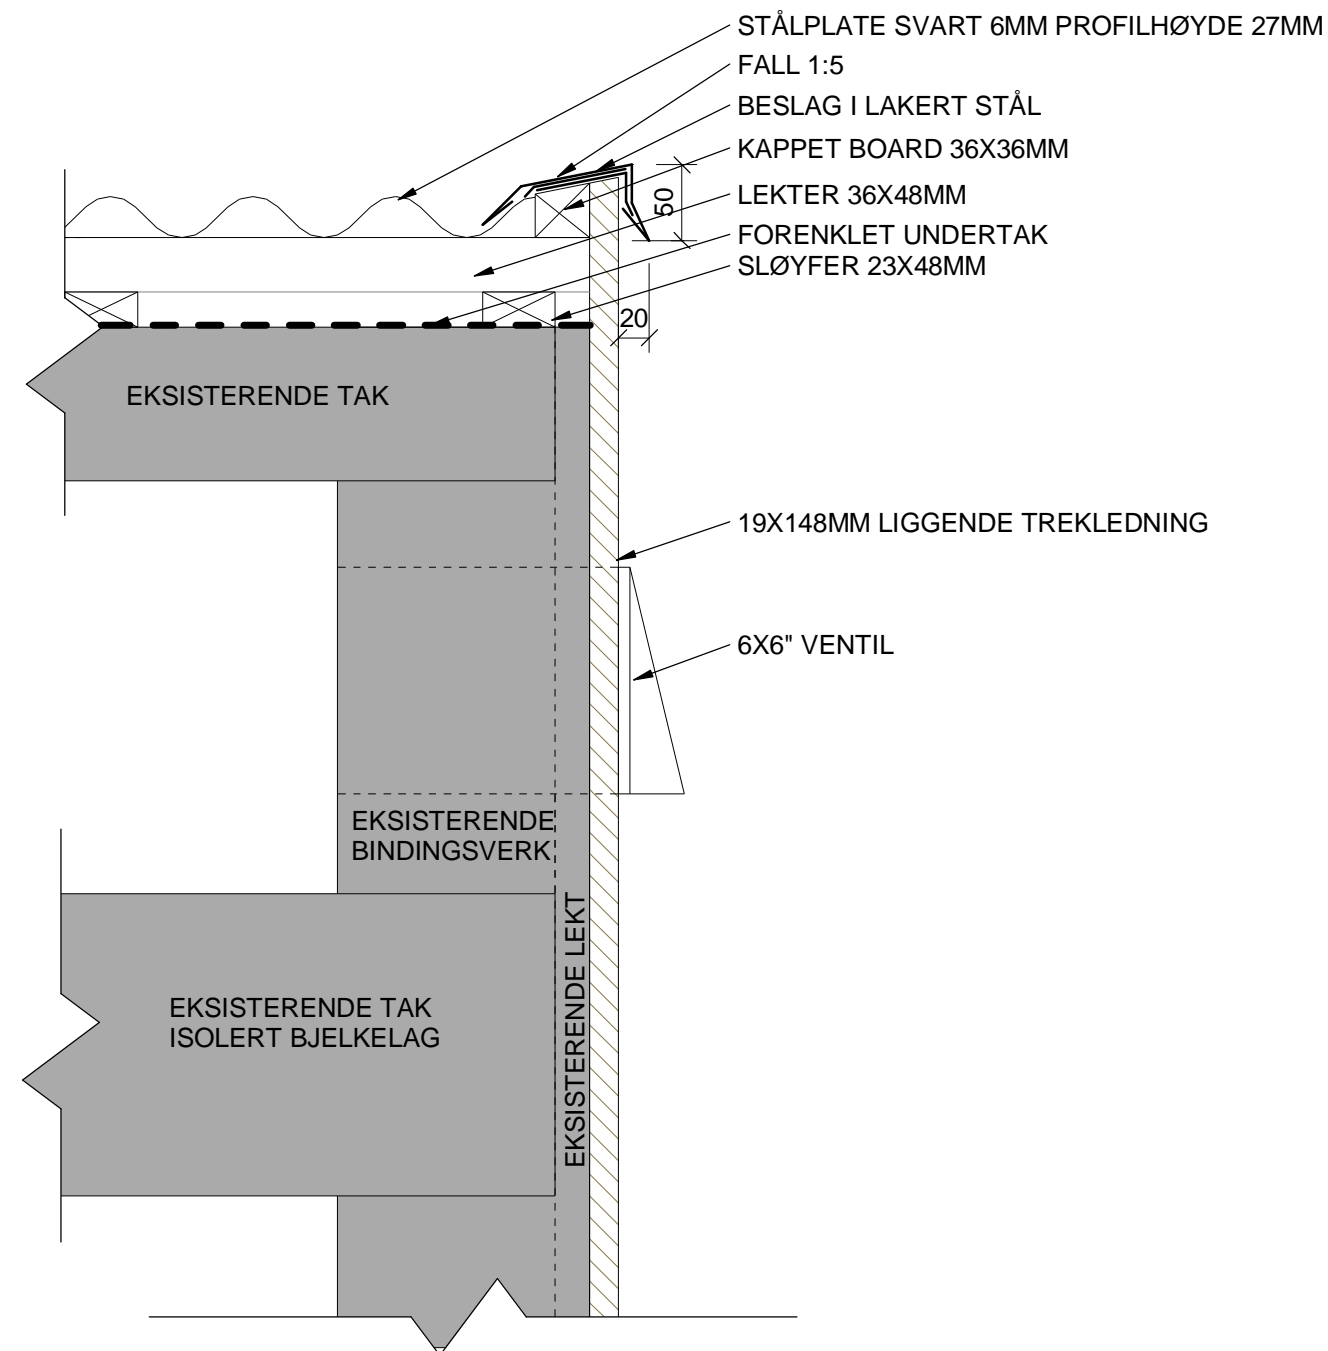 STÅLPLATE SVART 6MM PROFILHØYDE 27MM
FALL 1:5
BESLAG I LAKERT STÅL
KAPPET BOARD 36X36MM
LEKTER 36X48MM
50
FORENKLET UNDERTAK
SLØYFER 23X48MM
20
EKSISTERENDE TAK
19X148MM LIGGENDE TREKLEDNING
6X6" VENTIL
EKSISTERENDE
BINDINGSVERK
EKSISTERENDE LEKT
EKSISTERENDE TAK
ISOLERT BJELKELAG